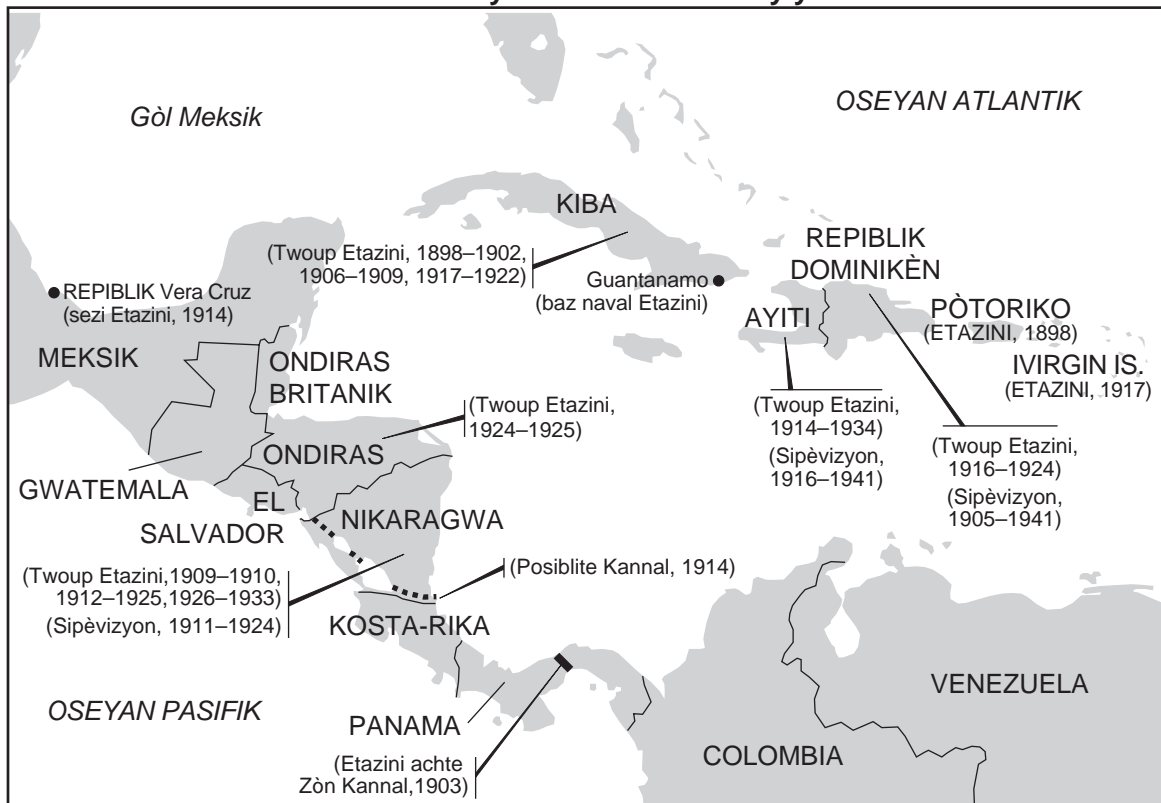 Gòl Meksik
OSEYAN ATLANTIK
KIBA
(Twoup Etazini, 1898–1902,
1906–1909, 1917–1922)
Guantanamo
(baz naval Etazini)
REPIBLIK
DOMINIKÈN
PÒTORIKO
(ETAZINI, 1898)
IVIRGIN IS.
(ETAZINI, 1917)
AYITI
REPIBLIK Vera Cruz
(sezi Etazini, 1914)
MEKSIK
ONDIRAS
BRITANIK
(Twoup Etazini,
1924–1925)
(Twoup Etazini,
1914–1934)
(Sipèvizyon,
1916–1941)
(Twoup Etazini,
1916–1924)
(Sipèvizyon,
1905–1941)
ONDIRAS
GWATEMALA
EL
SALVADOR
NIKARAGWA
(Twoup Etazini,1909–1910,
1912–1925,1926–1933)
(Sipèvizyon, 1911–1924)
(Posiblite Kannal, 1914)
KOSTA-RIKA
OSEYAN PASIFIK
PANAMA
(Etazini achte
Zòn Kannal,1903)
VENEZUELA
COLOMBIA